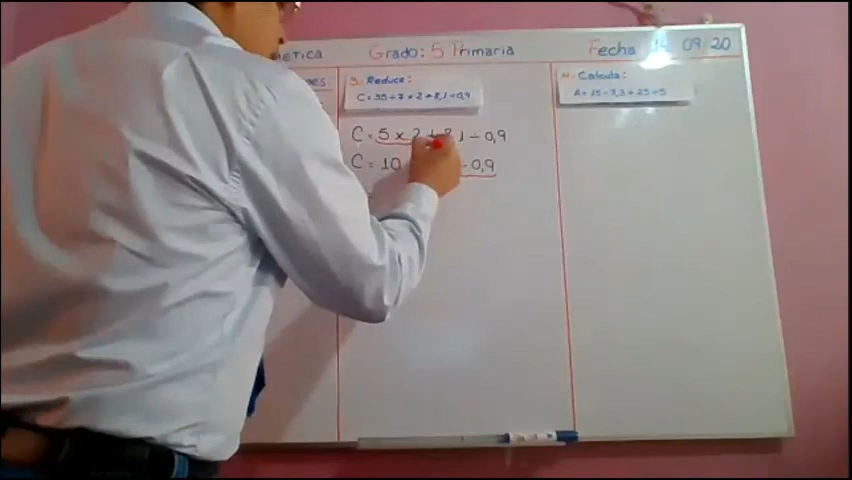 Grado: 5 Primaria
Fecha 14 09/20
3.- Reduce:
C = 35 ÷ 7 × 2 + 8,1 ÷ 0,9
C = 5 × 2 + 8,1 ÷ 0,9
C = 10 0,9
4.- Calcula:
A = 15 - 7,3 + 25 ÷ 5